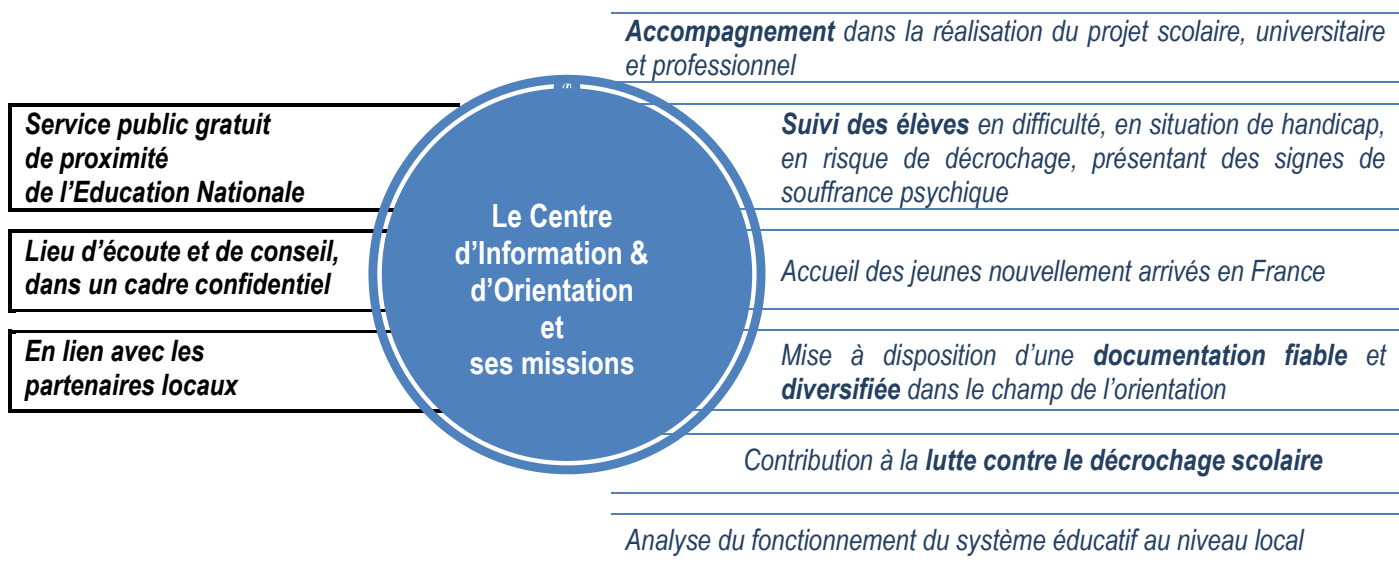 Accompagnement dans la réalisation du projet scolaire, universitaire
et professionnel
Service public gratuit
de proximité
de l'Education Nationale
Lieu d'écoute et de conseil,
dans un cadre confidentiel
En lien avec les
partenaires locaux
Le Centre
d'Information &
d'Orientation
et
ses missions
Suivi des élèves en difficulté, en situation de handicap,
en risque de décrochage, présentant des signes de
souffrance psychique
Accueil des jeunes nouvellement arrivés en France
Mise à disposition d'une documentation fiable et
diversifiée dans le champ de l'orientation
Contribution à la lutte contre le décrochage scolaire
Analyse du fonctionnement du système éducatif au niveau local